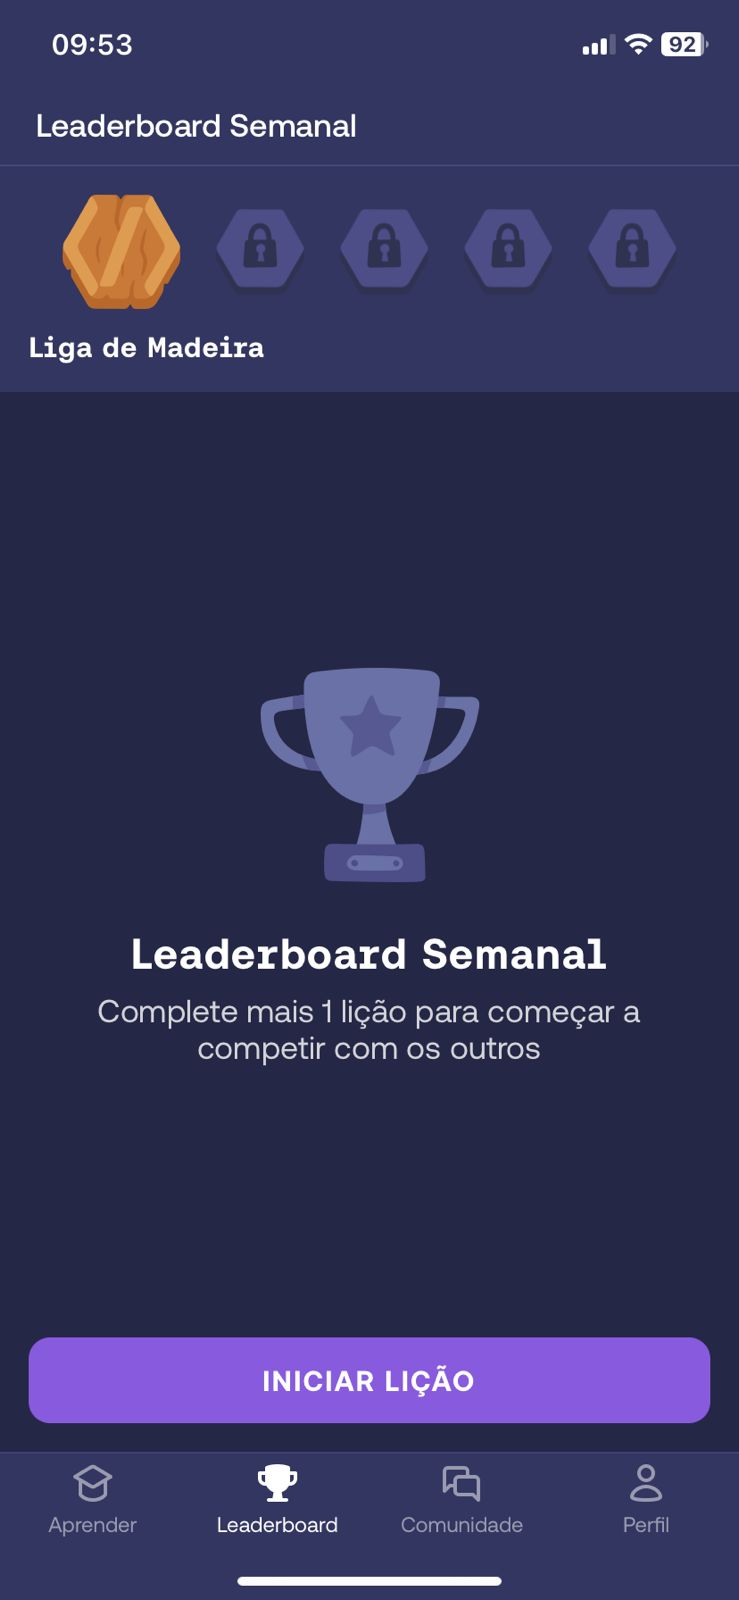 09:53
92
Leaderboard Semanal
Liga de Madeira
Leaderboard Semanal
Complete mais 1 lição para começar a
competir com os outros
INICIAR LIÇÃO
Aprender
Leaderboard
Comunidade
Perfil